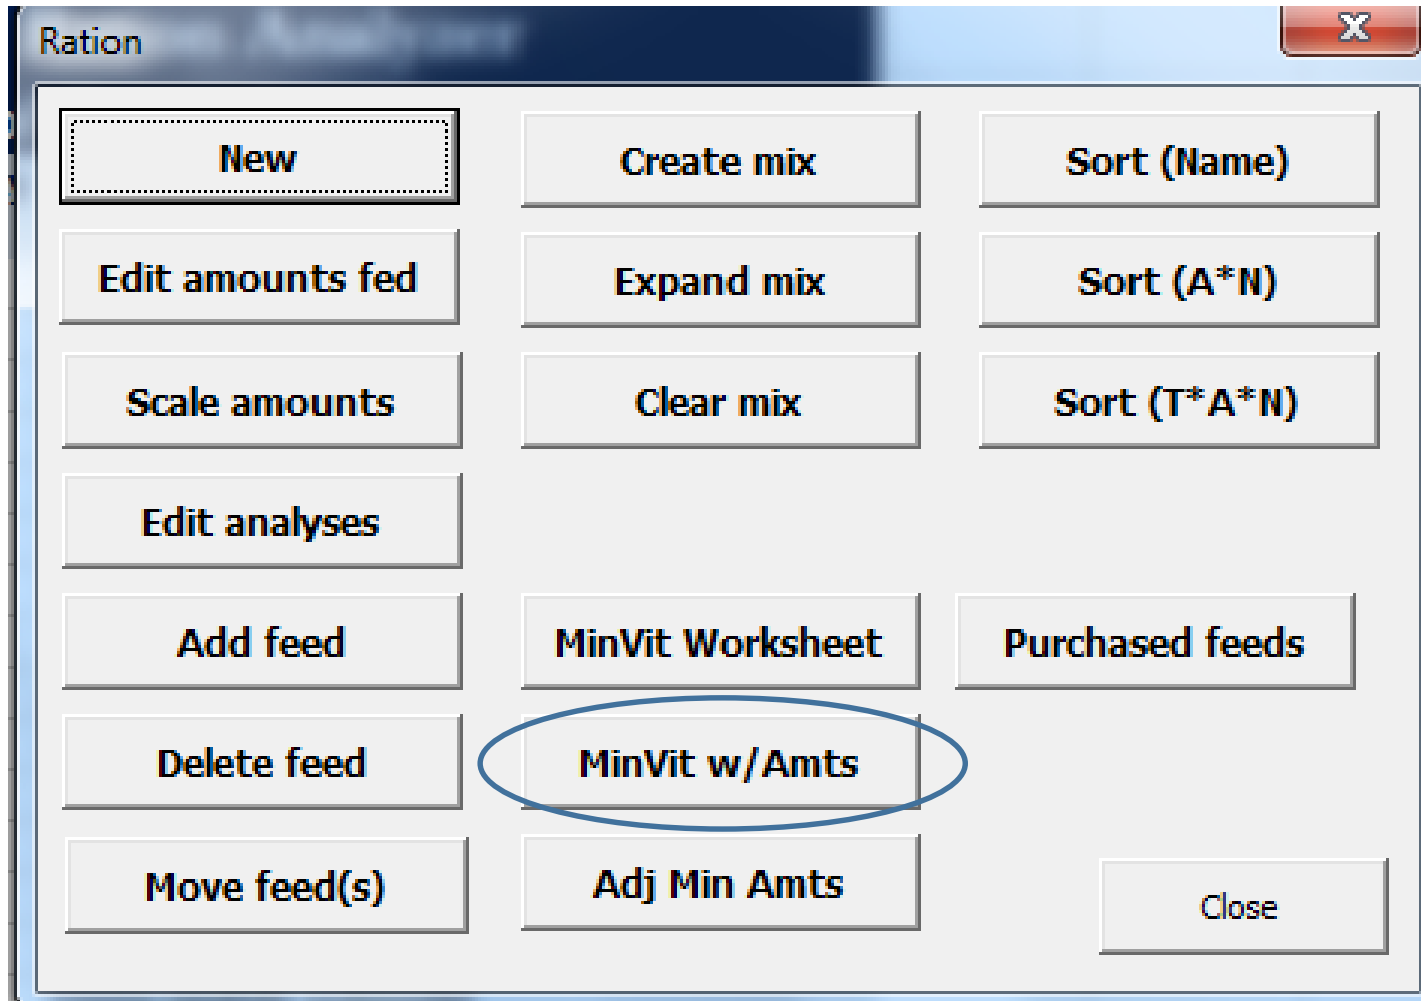 Ration
New
Create mix
Sort (Name)
Edit amounts fed
Expand mix
Sort (A*N)
Scale amounts
Clear mix
Sort (T*A*N)
Edit analyses
Add feed
MinVit Worksheet
Purchased feeds
Delete feed
MinVit w/Amts
Move feed(s)
Adj Min Amts
Close